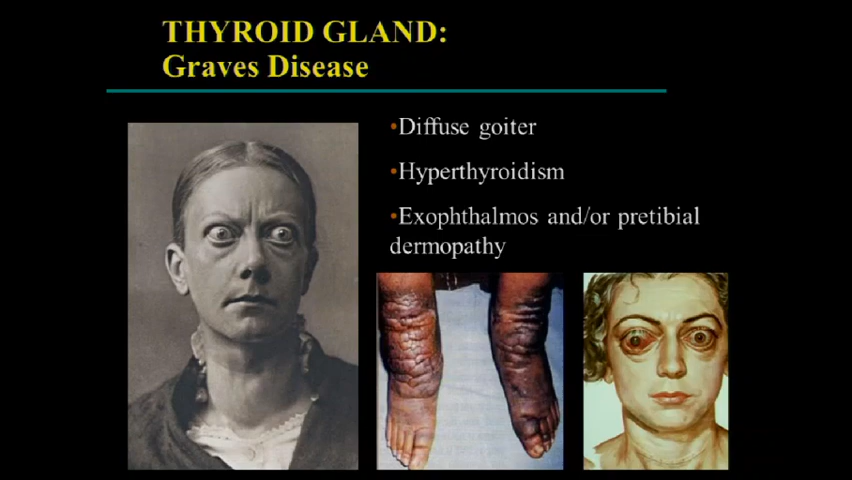 THYROID GLAND:
Graves Disease
•Diffuse goiter
•Hyperthyroidism
•Exophthalmos and/or pretibial
dermopathy